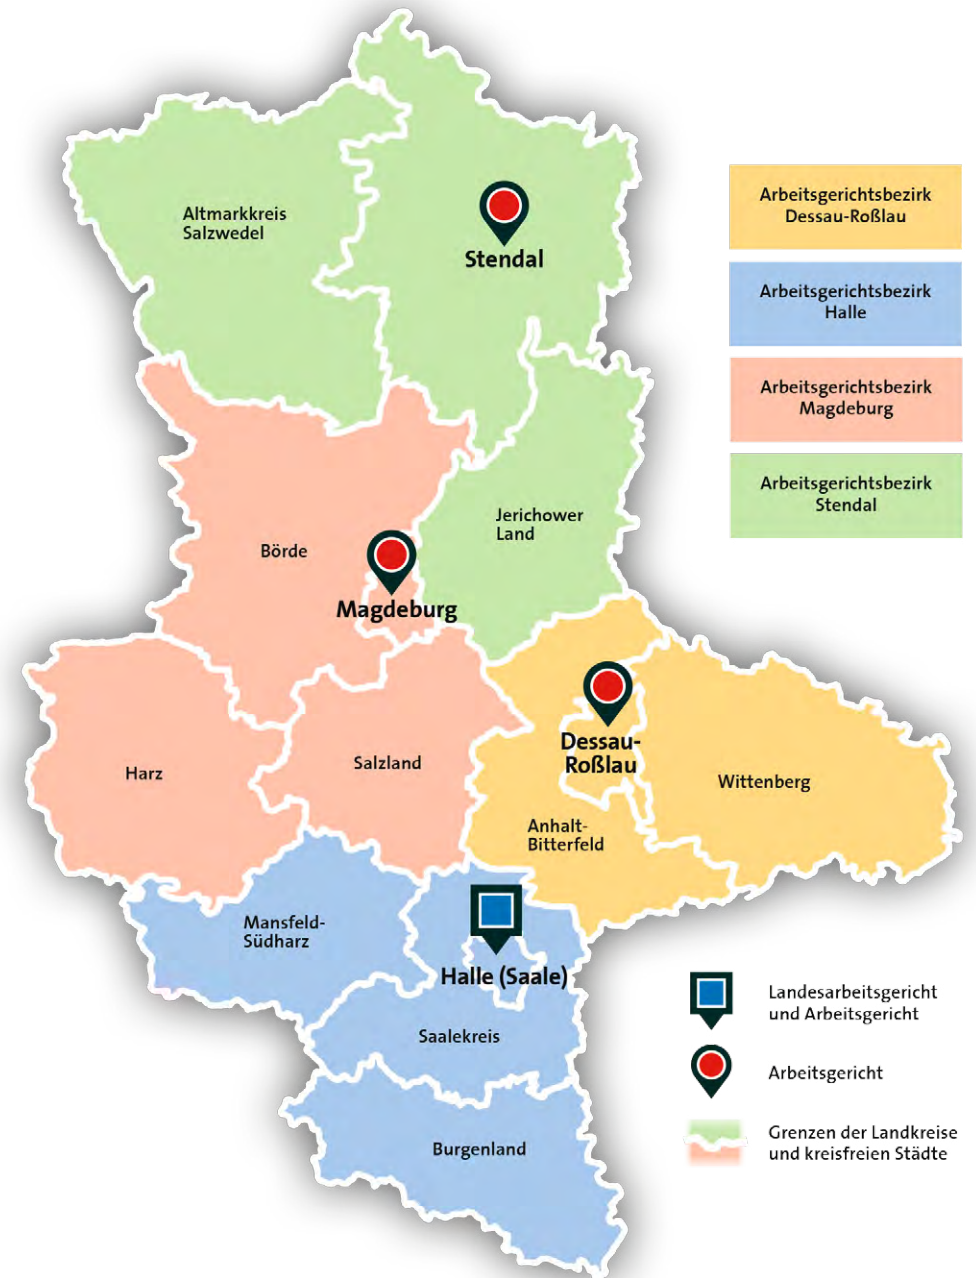 Altmarkkreis
Salzwedel
Stendal
Arbeitsgerichtsbezirk
Dessau-Roßlau
Arbeitsgerichtsbezirk
Halle
Arbeitsgerichtsbezirk
Magdeburg
Arbeitsgerichtsbezirk
Stendal
Jerichower
Land
Börde
Magdeburg
Dessau-
Roßlau
Harz
Salzland
Wittenberg
Anhalt-
Bitterfeld
Mansfeld-
Südharz
Halle (Saale)
Saalekreis
Burgenland
Landesarbeitsgericht
und Arbeitsgericht
Arbeitsgericht
Grenzen der Landkreise
und kreisfreien Städte